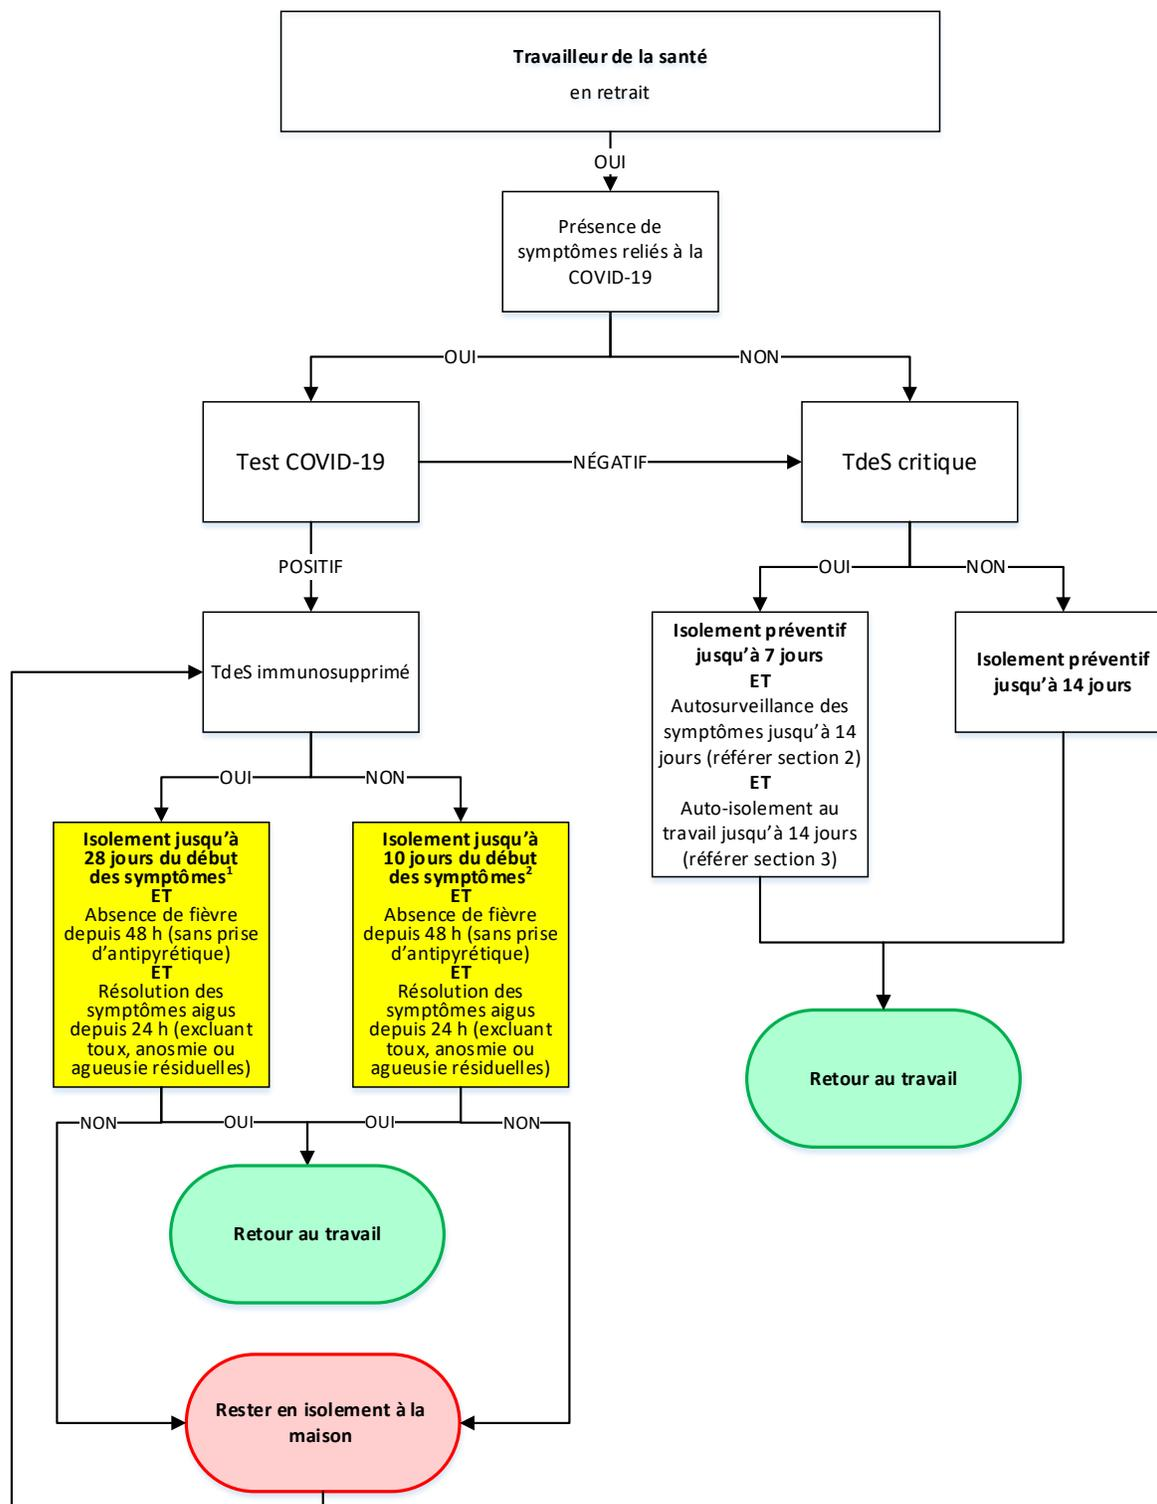 Travailleur de la santé
en retrait
OUI
Présence de
symptômes reliés à la
COVID-19
OUI
NON
Test COVID-19
NÉGATIF
TdeS critique
POSITIF
OUI
NON
TdeS immunosupprimé
Isolement préventif
jusqu'à 7 jours
ET
Autosurveillance des
symptômes jusqu'à 14
jours (référer section 2)
ET
Auto-isolement au
travail jusqu'à 14 jours
(référer section 3)
Isolement préventif
jusqu'à 14 jours
OUI
NON
Isolement jusqu'à
28 jours du début
des symptômes¹
ET
Absence de fièvre
depuis 48 h (sans prise
d'antipyrétique)
ET
Résolution des
symptômes aigus
depuis 24 h (excluant
toux, anosmie ou
agueusie résiduelles)
Isolement jusqu'à
10 jours du début
des symptômes²
ET
Absence de fièvre
depuis 48 h (sans prise
d'antipyrétique)
ET
Résolution des
symptômes aigus
depuis 24 h (excluant
toux, anosmie ou
agueusie résiduelles)
Retour au travail
NON
OUI
OUI
NON
Retour au travail
Rester en isolement à la
maison